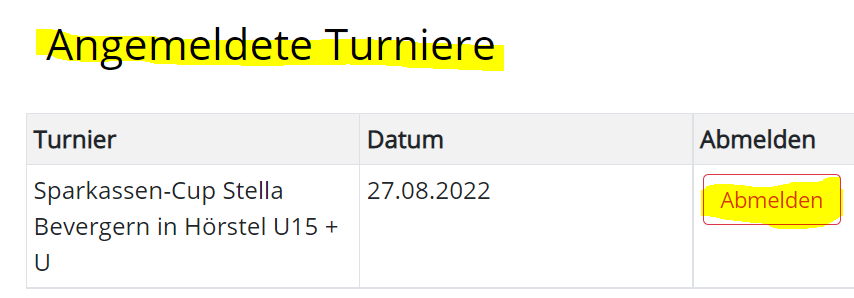 Angemeldete Turniere
Turnier Datum Abmelden
Sparkassen-Cup Stella 27.08.2022 Abmelden
Bevergern in Hörstel U15 +
U